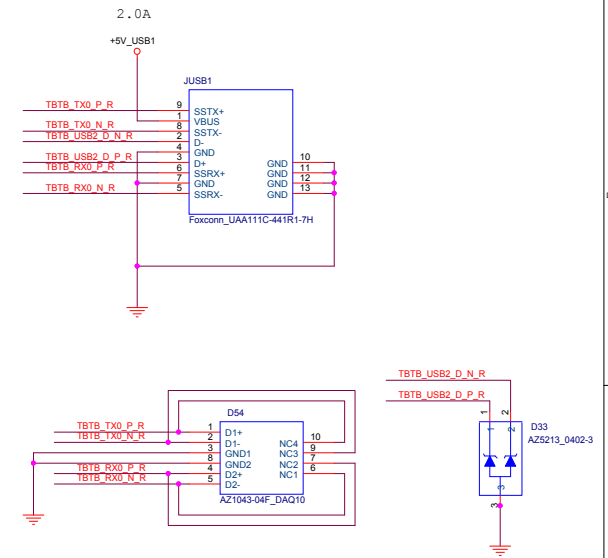 2.0A
+5V_USB1
JUSB1
TBTB_TX0_P_R 9 SSTX+
1 VBUS
TBTB_TX0_N_R 8 SSTX-
TBTB_USB2_D_N_R 2 D-
4 GND
TBTB_USB2_D_P_R 3 D+ GND 10
TBTB_RX0_P_R 6 SSRX+ GND 11
7 GND GND 12
TBTB_RX0_N_R 5 SSRX- GND 13
Foxconn_UAA111C-441R1-7H
TBTB_USB2_D_N_R
TBTB_USB2_D_P_R
D54
TBTB_TX0_P_R 1 D1+
TBTB_TX0_N_R 2 D1- NC4 10
3 GND1 NC3 9
8 GND2 NC2 7
TBTB_RX0_P_R 4 D2+ NC1 6
TBTB_RX0_N_R 5 D2-
AZ1043-04F_DAQ10
1 2
1 2
D33
AZ5213_0402-3
3
3